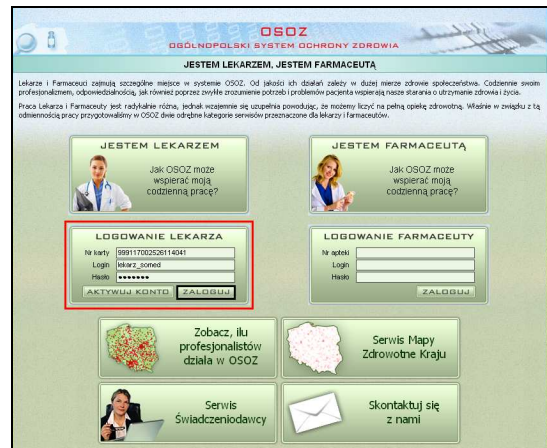 OSOZ
OGÓLNOPOLSKI SYSTEM OCHRONY ZDROWIA
JESTEM LEKARZEM, JESTEM FARMACEUTĄ
Lekarze i Farmaceuci zajmują szczególne miejsce w systemie OSOZ. Od jakości ich działań zależy w dużej mierze zdrowie społeczeństwa. Codziennie swoim
profesjonalizmem, odpowiedzialnością, jak również poprzez zwykłe zrozumienie potrzeb i problemów pacjenta wspierają nasze starania o utrzymanie zdrowia i życia.
Praca Lekarza i Farmaceuty jest radykalnie różna, jednak wzajemnie się uzupełnia powodując, że możemy liczyć na pełną opiekę zdrowotną. Właśnie w związku z tą
odmiennością pracy przygotowaliśmy w OSOZ dwie odrębne kategorie serwisów przeznaczone dla lekarzy i farmaceutów.
JESTEM LEKARZEM
Jak OSOZ może
wspierać moją
codzienną pracę?
JESTEM FARMACEUTĄ
Jak OSOZ może
wspierać moją
codzienną pracę?
LOGOWANIE LEKARZA
Nr karty 999117002526114041
Login lekarz_somed
Hasło •••••••
AKTYWUJ KONTO ZALOGUJ
LOGOWANIE FARMACEUTY
Nr apteki
Login
Hasło
ZALOGUJ
Zobacz, ilu
profesjonalistów
działa w OSOZ
Serwis Mapy
Zdrowotne Kraju
Serwis
Świadczeniodawcy
Skontaktuj się
z nami